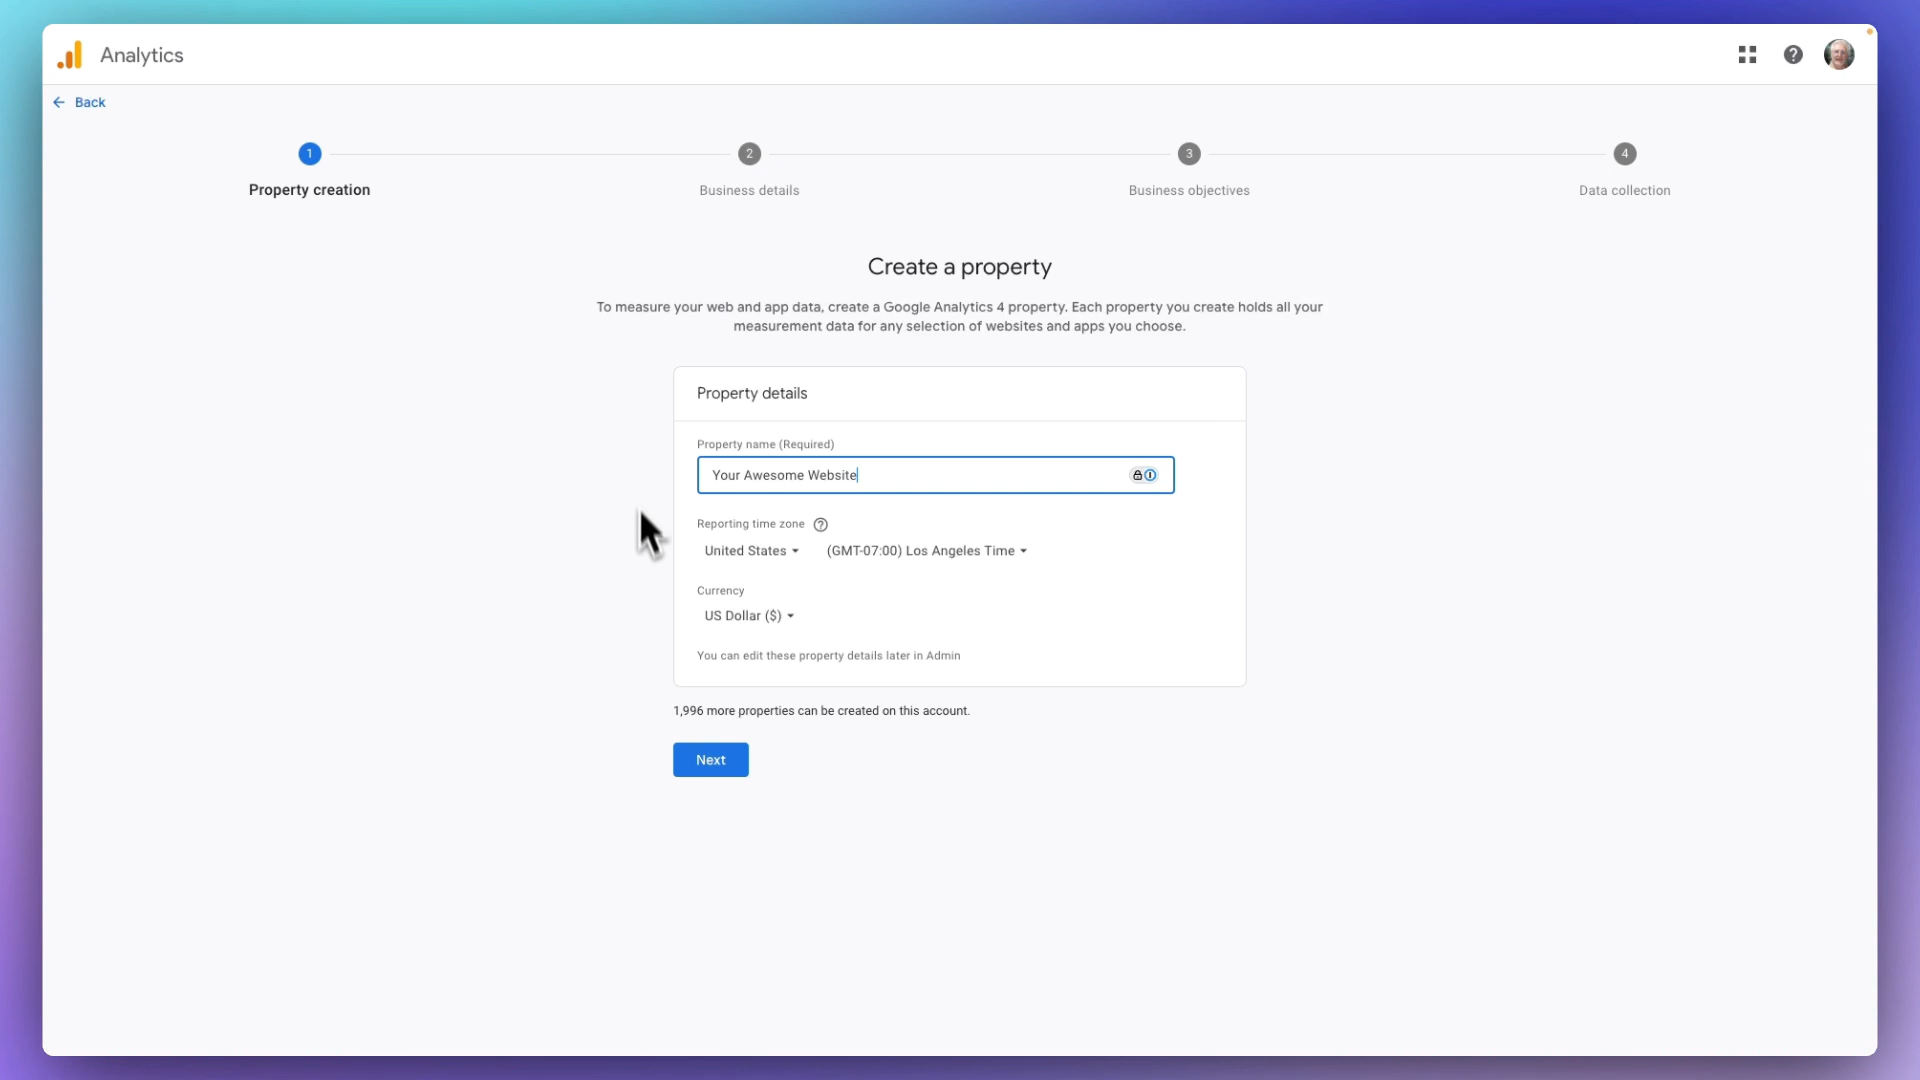 Analytics
Back
1
2
3
4
Property creation
Business details
Business objectives
Data collection
Create a property
To measure your web and app data, create a Google Analytics 4 property. Each property you create holds all your
measurement data for any selection of websites and apps you choose.
Property details
Property name (Required)
Your Awesome Website
Reporting time zone
United States
(GMT-07:00) Los Angeles Time
Currency
US Dollar ($)
You can edit these property details later in Admin
1,996 more properties can be created on this account.
Next